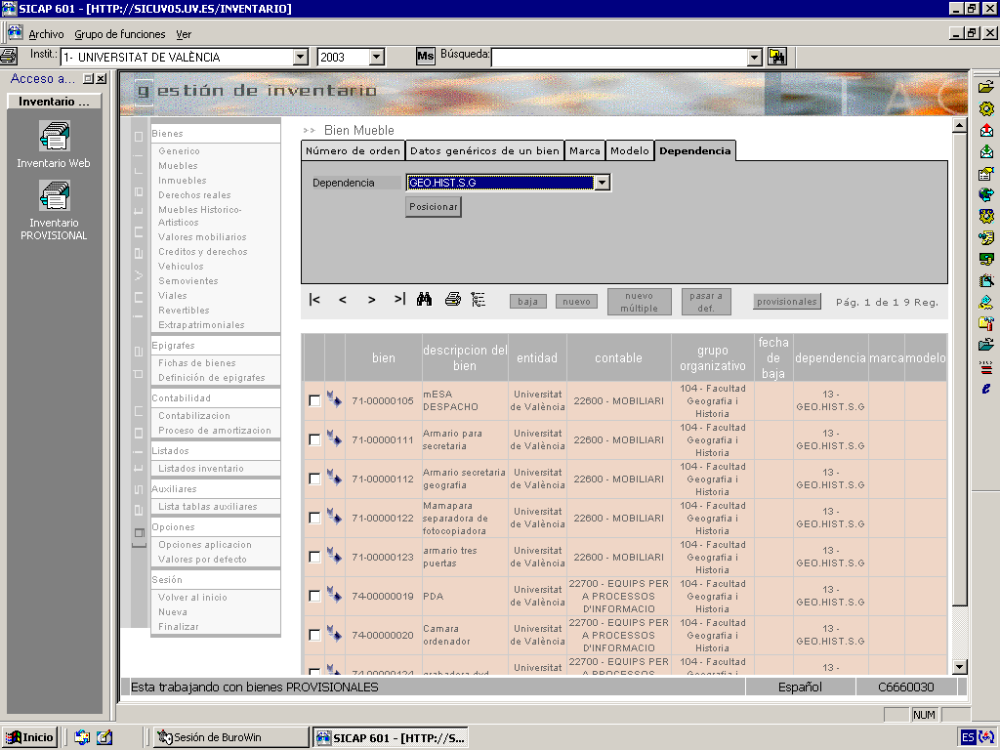 SICAP 601 - [HTTP://SICUV05.UV.ES/INVENTARIO]
Archivo Grupo de funciones Ver
Instit.: 1- UNIVERSITAT DE VALÈNCIA 2003 Ms Búsqueda:
Acceso a...
Inventario ...
Inventario Web
Inventario
PROVISIONAL
gestión de inventario
TAC
Bienes
Generico
Muebles
Inmuebles
Derechos reales
Muebles Historico-
Artisticos
Valores mobiliarios
Creditos y derechos
Vehiculos
Semovientes
Viales
Revertibles
Extrapatrimoniales
Epigrafes
Fichas de bienes
Definición de epigrafes
Contabilidad
Contabilizacion
Proceso de amortizacion
Listados
Listados inventario
Auxiliares
Lista tablas auxiliares
Opciones
Opciones aplicacion
Valores por defecto
Sesión
Volver al inicio
Nueva
Finalizar
>> Bien Mueble
Número de orden Datos genéricos de un bien Marca Modelo Dependencia
Dependencia GEO.HIST.S.G
Posicionar
|< < > >| baja nuevo nuevo múltiple pasar a def. provisionales Pág. 1 de 1 9 Reg.
bien descripcion del bien entidad contable grupo organizativo fecha de baja dependencia marca modelo
71-00000105 mESA DESPACHO Universitat de València 22600 - MOBILIARI 104 - Facultad Geografia i Historia 13 - GEO.HIST.S.G
71-00000111 Armario para secretaria Universitat de València 22600 - MOBILIARI 104 - Facultad Geografia i Historia 13 - GEO.HIST.S.G
71-00000112 Armario secretaria geografia Universitat de València 22600 - MOBILIARI 104 - Facultad Geografia i Historia 13 - GEO.HIST.S.G
71-00000122 Mamapara separadora de fotocopiadora Universitat de València 22600 - MOBILIARI 104 - Facultad Geografia i Historia 13 - GEO.HIST.S.G
71-00000123 armario tres puertas Universitat de València 22600 - MOBILIARI 104 - Facultad Geografia i Historia 13 - GEO.HIST.S.G
74-00000019 PDA Universitat de València 22700 - EQUIPS PER A PROCESSOS D'INFORMACIO 104 - Facultad Geografia i Historia 13 - GEO.HIST.S.G
74-00000020 Camara ordenador Universitat de València 22700 - EQUIPS PER A PROCESSOS D'INFORMACIO 104 - Facultad Geografia i Historia 13 - GEO.HIST.S.G
74-00000124 grabadora dvd Universitat 22700 - EQUIPS PER A PROCESSOS 104 - Facultad Geografia i 13 -
Esta trabajando con bienes PROVISIONALES Español C6660030
NUM
Inicio Sesión de BuroWin SICAP 601 - [HTTP://S... ES